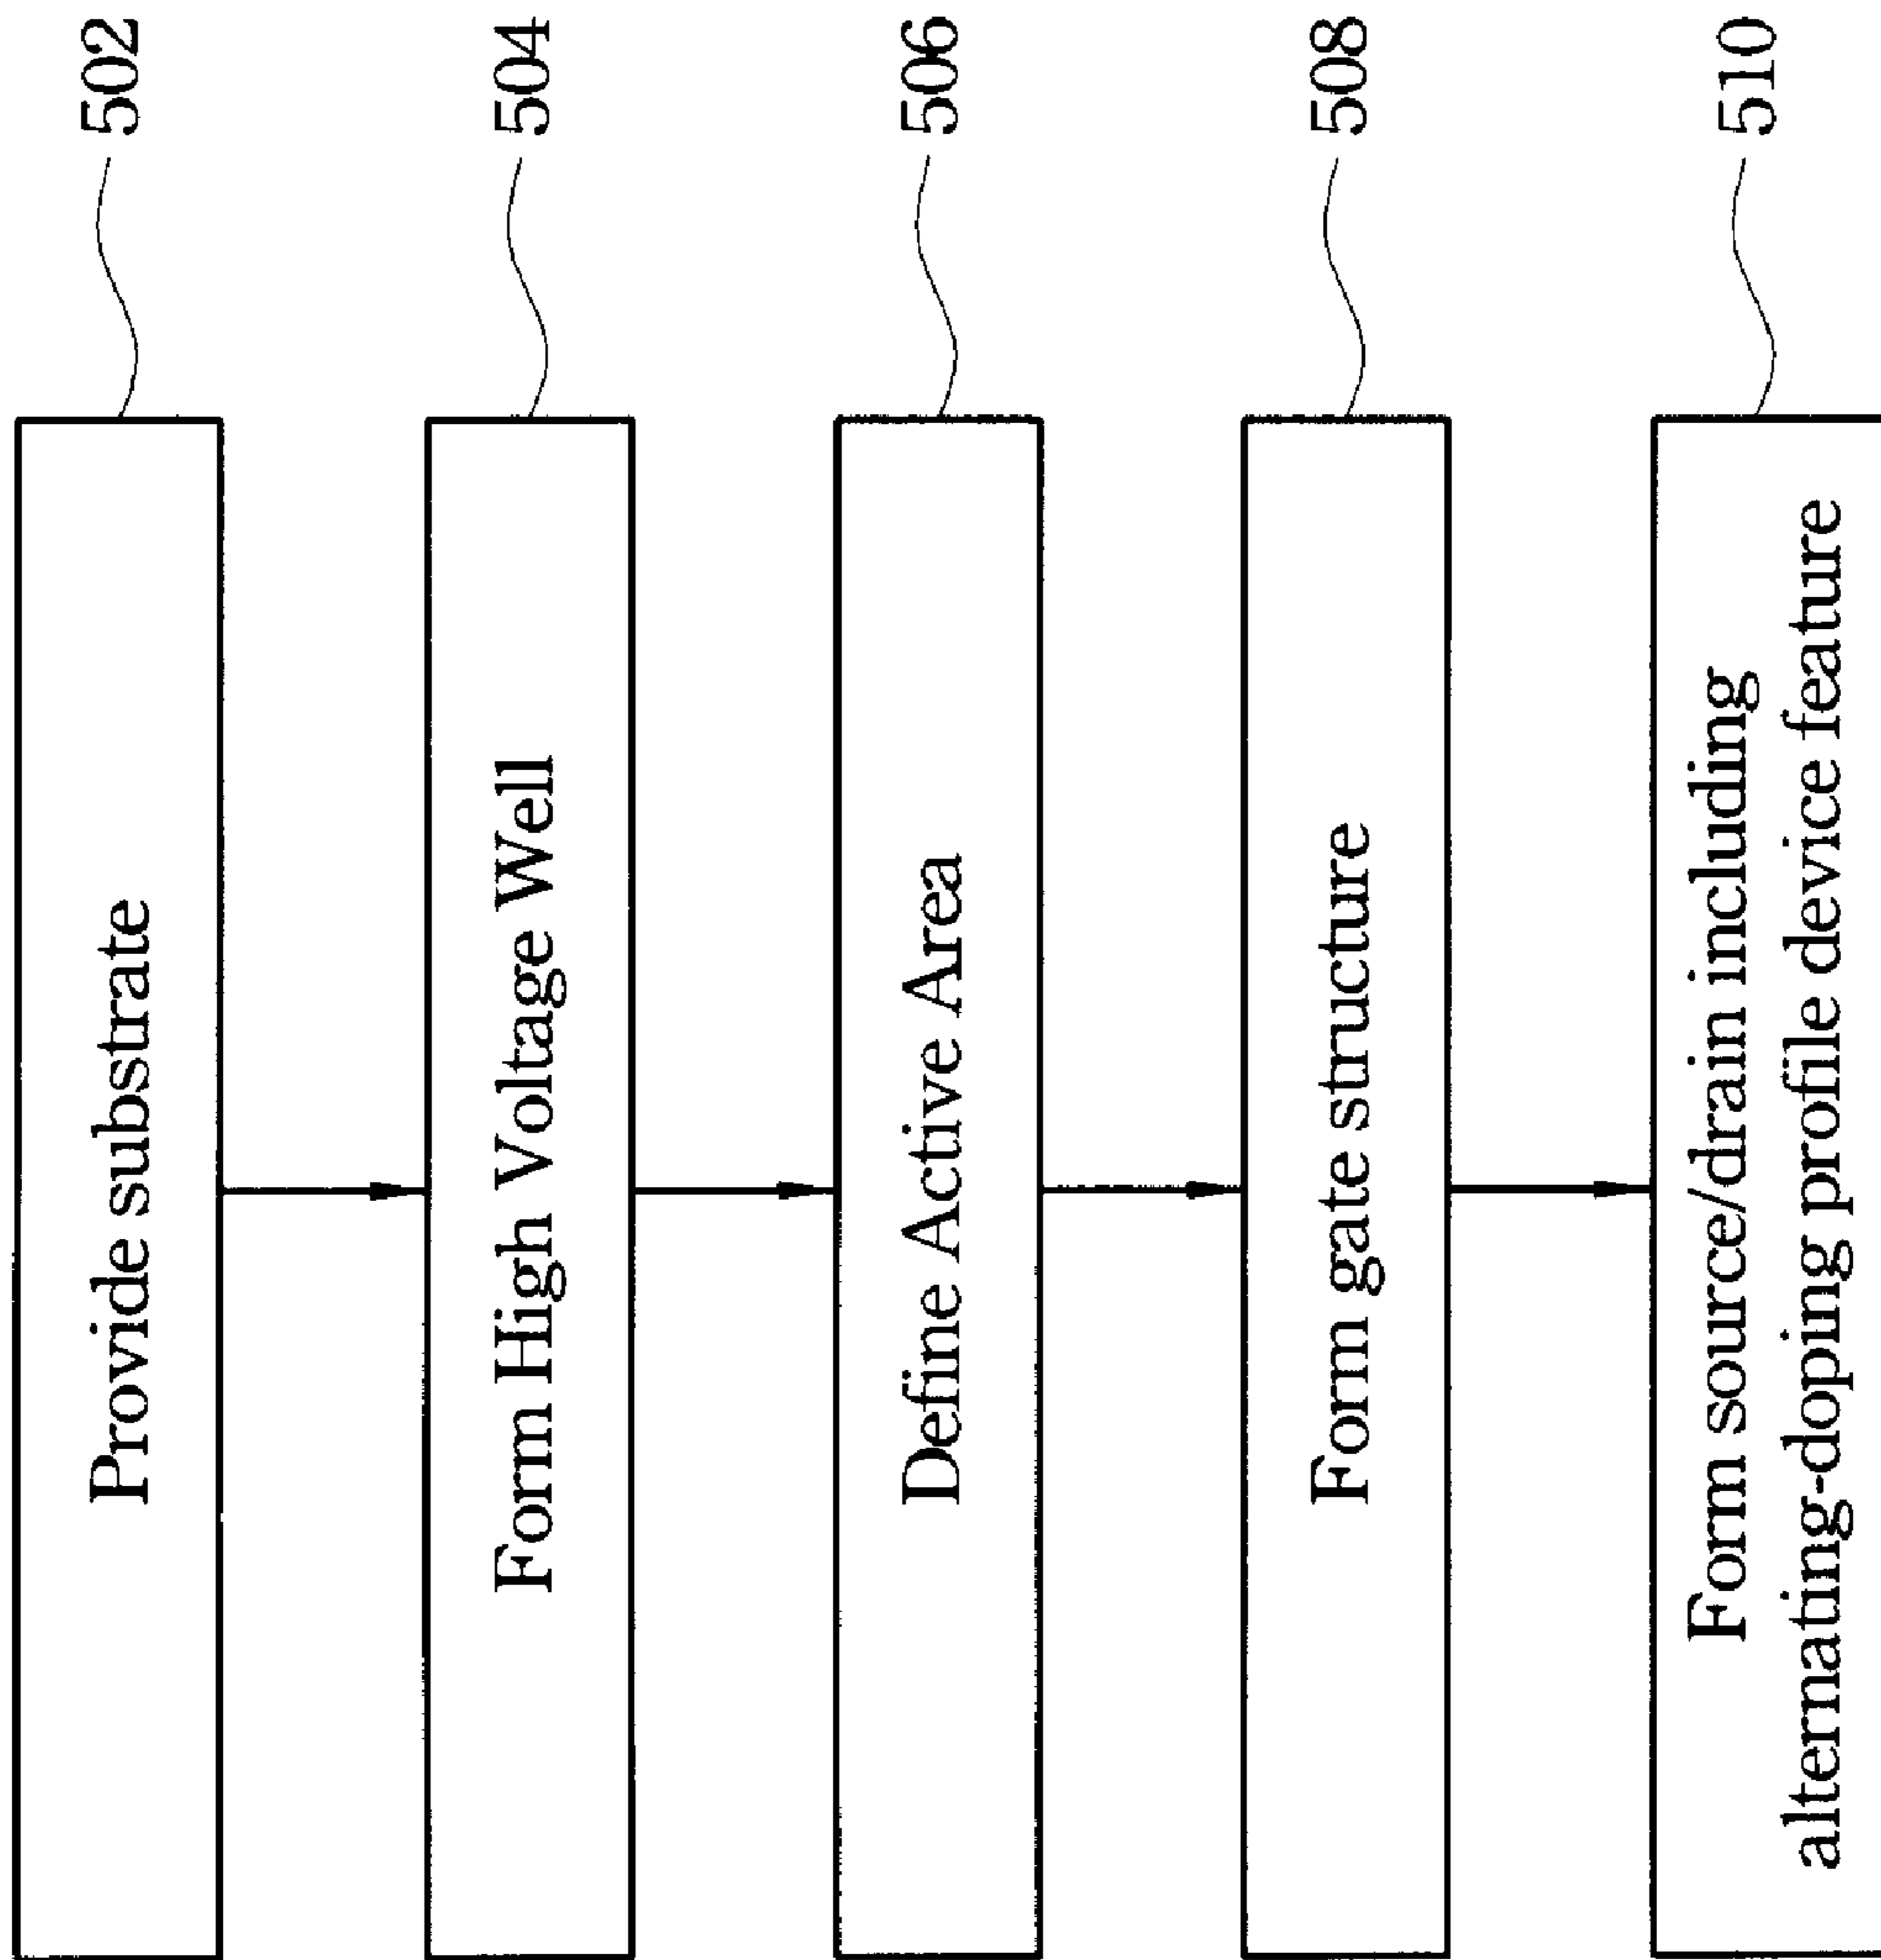 Provide substrate
502
Form High Voltage Well
504
Define Active Area
506
Form gate structure
508
Form source/drain including
alternating-doping profile device feature
510